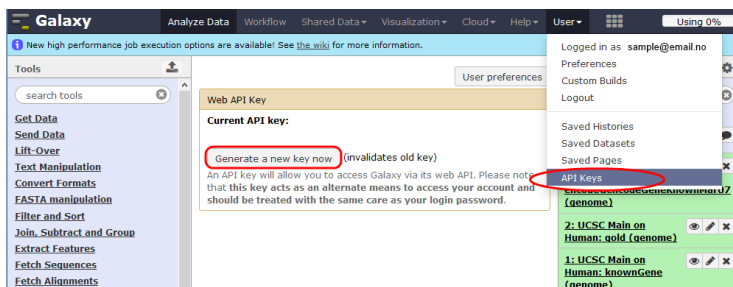 Galaxy
Analyze Data Workflow Shared Data Visualization Cloud Help User Using 0%
New high performance job execution options are available! See the wiki for more information.
Tools
search tools
Get Data
Send Data
Lift-Over
Text Manipulation
Convert Formats
FASTA manipulation
Filter and Sort
Join, Subtract and Group
Extract Features
Fetch Sequences
Fetch Alignments
User preferences
Web API Key
Current API key:
Generate a new key now (invalidates old key)
An API key will allow you to access Galaxy via its web API. Please note
that this key acts as an alternate means to access your account and
should be treated with the same care as your login password.
Logged in as sample@email.no
Preferences
Custom Builds
Logout
Saved Histories
Saved Datasets
Saved Pages
API Keys
(genome)
2: UCSC Main on
Human: gold (genome)
1: UCSC Main on
Human: knownGene
(genome)